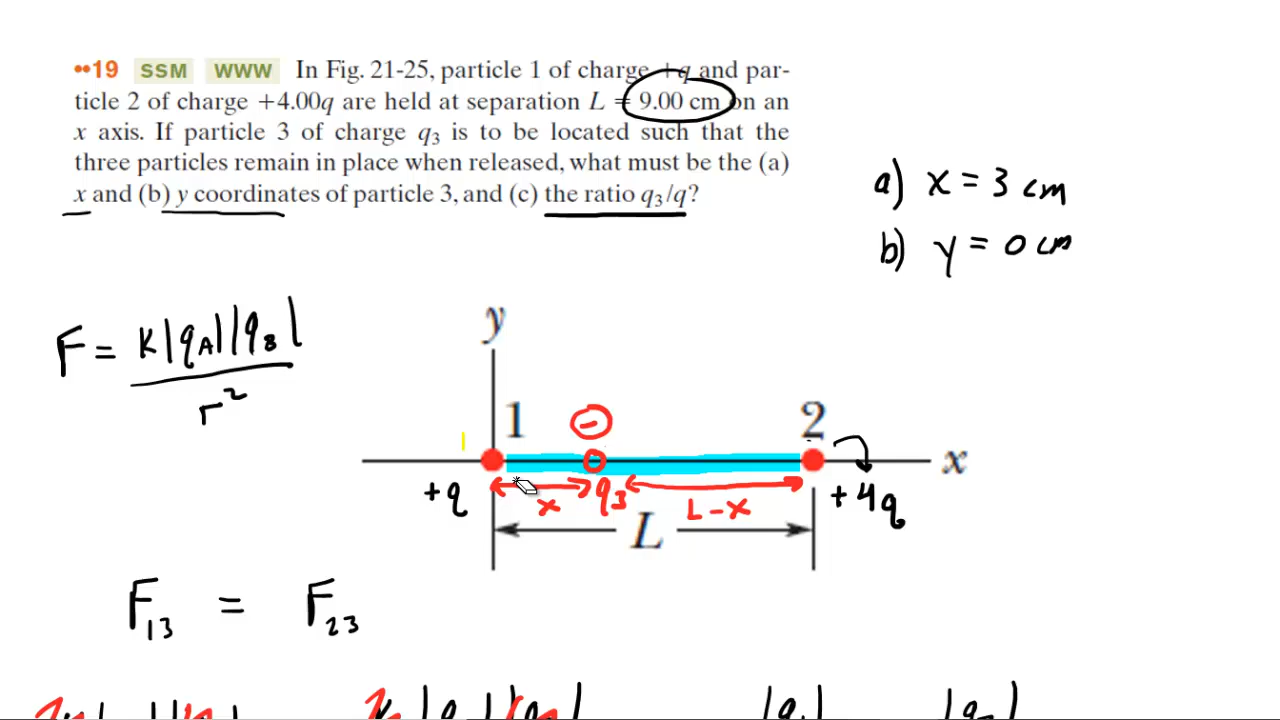 ••19 SSM WWW In Fig. 21-25, particle 1 of charge +q and par-
ticle 2 of charge +4.00q are held at separation L = 9.00 cm on an
x axis. If particle 3 of charge q₃ is to be located such that the
three particles remain in place when released, what must be the (a)
x and (b) y coordinates of particle 3, and (c) the ratio q₃/q?
a) x = 3 cm
b) y = 0 cm
F = K|qA||qB|
r²
y
1
−
2
x
+q
x
q₃
L-x
+4q
L
F₁₃ = F₂₃